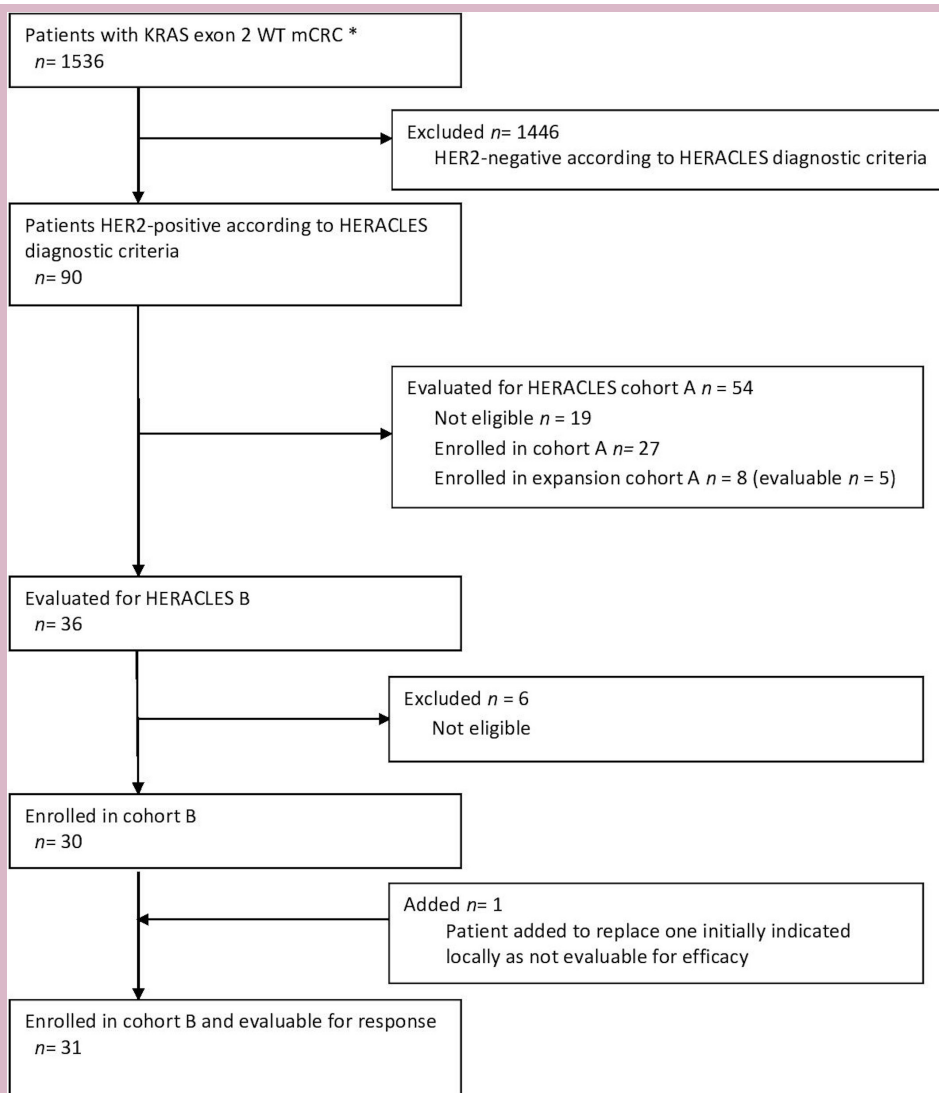 Patients with KRAS exon 2 WT mCRC *
n= 1536
Excluded n= 1446
HER2-negative according to HERACLES diagnostic criteria
Patients HER2-positive according to HERACLES
diagnostic criteria
n= 90
Evaluated for HERACLES cohort A n = 54
Not eligible n = 19
Enrolled in cohort A n= 27
Enrolled in expansion cohort A n = 8 (evaluable n = 5)
Evaluated for HERACLES B
n= 36
Excluded n = 6
Not eligible
Enrolled in cohort B
n= 30
Added n= 1
Patient added to replace one initially indicated
locally as not evaluable for efficacy
Enrolled in cohort B and evaluable for response
n= 31